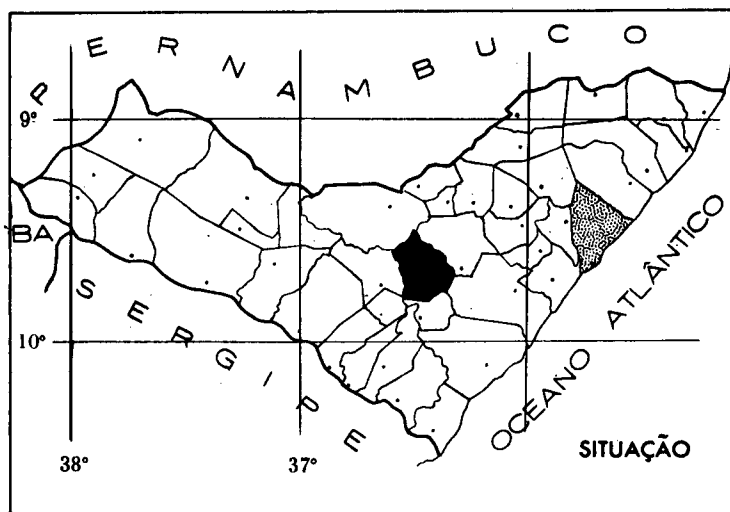 PERNAMBUCO
9°
BA
SERGIPE
10°
OCEANO ATLÂNTICO
38°
37°
SITUAÇÃO